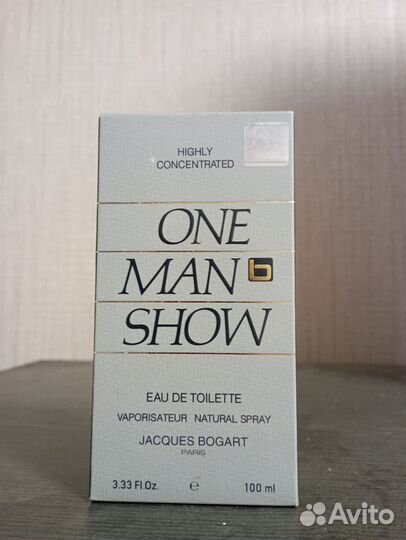 HIGHLY
CONCENTRATED
ONE
MAN b
SHOW
EAU DE TOILETTE
VAPORISATEUR NATURAL SPRAY
JACQUES BOGART
PARIS
3.33 Fl.Oz. e 100 ml
Avito